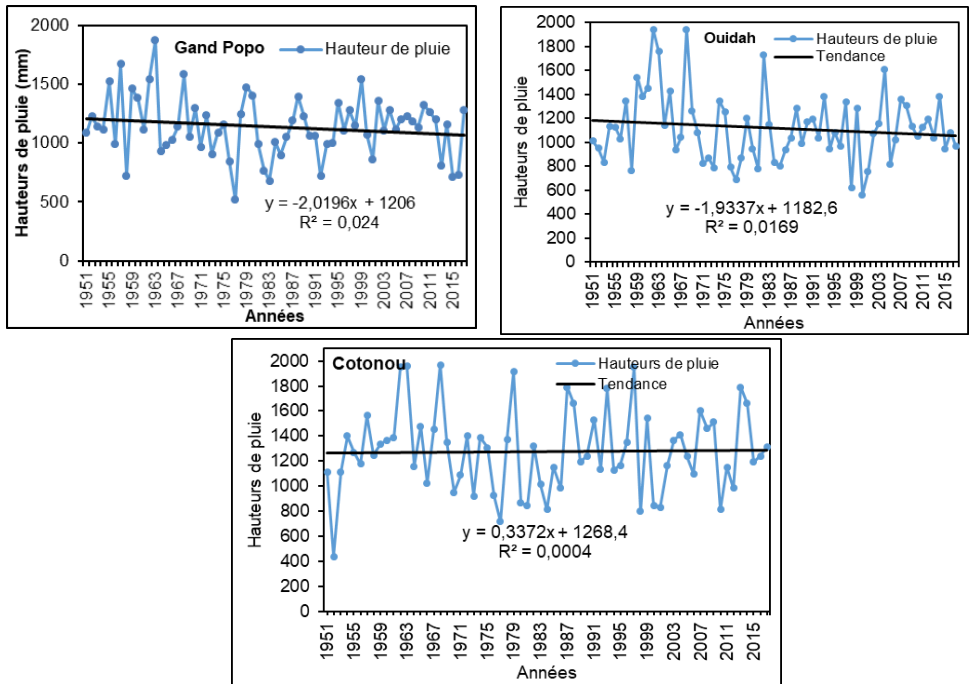 Gand Popo
Hauteur de pluie
Hauteurs de pluie (mm)
2000
1500
1000
500
0
y = -2,0196x + 1206
R² = 0,024
1951 1955 1959 1963 1967 1971 1975 1979 1983 1987 1991 1995 1999 2003 2007 2011 2015
Années
Ouidah
Hauteurs de pluie
Tendance
Hauteurs de pluie
2000
1800
1600
1400
1200
1000
800
600
400
200
0
y = -1,9337x + 1182,6
R² = 0,0169
1951 1955 1959 1963 1967 1971 1975 1979 1983 1987 1991 1995 1999 2003 2007 2011 2015
Années
Cotonou
Hauteurs de pluie
Tendance
Hauteurs de pluie
2000
1800
1600
1400
1200
1000
800
600
400
200
0
y = 0,3372x + 1268,4
R² = 0,0004
1951 1955 1959 1963 1967 1971 1975 1979 1983 1987 1991 1995 1999 2003 2007 2011 2015
Années